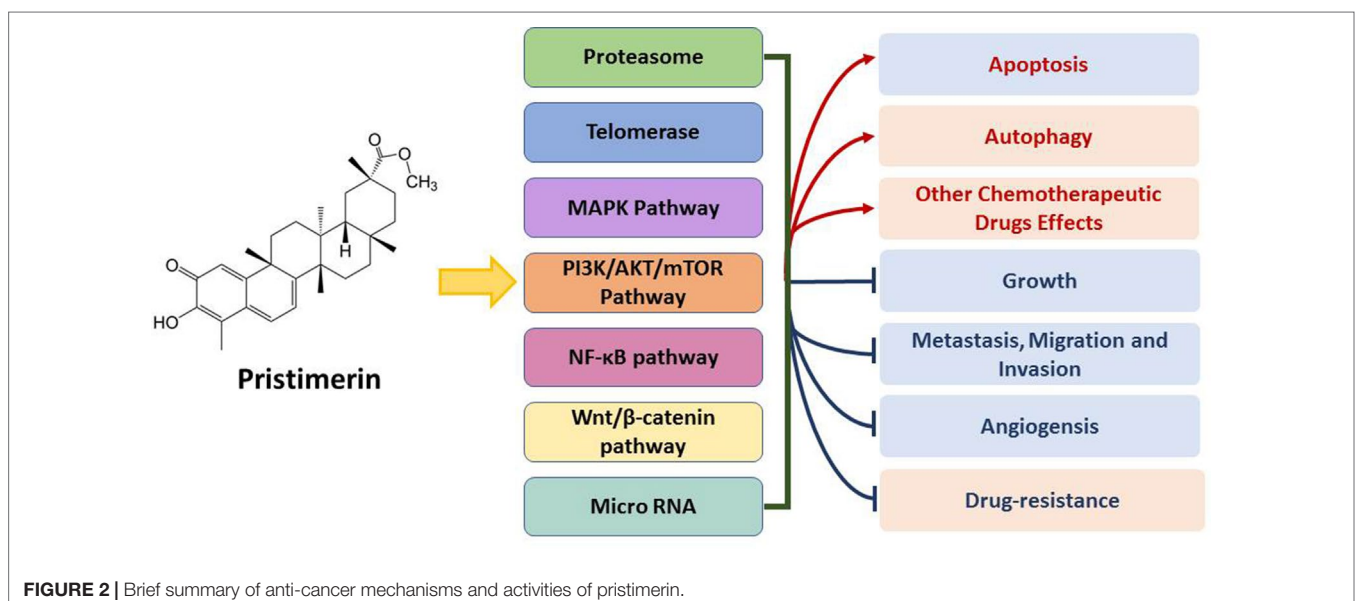 Proteasome
Telomerase
MAPK Pathway
PI3K/AKT/mTOR
Pathway
NF-κB pathway
Wnt/β-catenin
pathway
Micro RNA
O
O
CH3
H
O
HO
Pristimerin
Apoptosis
Autophagy
Other Chemotherapeutic
Drugs Effects
Growth
Metastasis, Migration and
Invasion
Angiogensis
Drug-resistance
FIGURE 2 | Brief summary of anti-cancer mechanisms and activities of pristimerin.